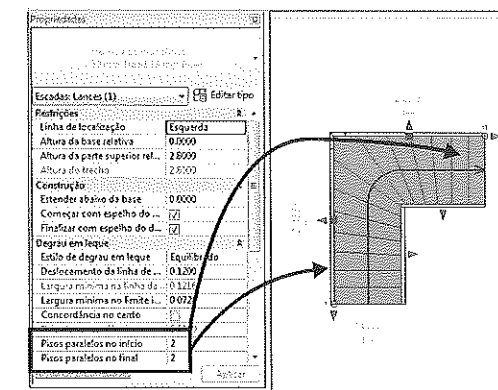 Propriedades
Escadas: Lances (1)
Editar tipo
Restrições
Linha de localização Esquerda
Altura da base relativa 0.0000
Altura da parte superior rel... 2.8000
Altura do trecho 2.8000
Construção
Estender abaixo da base 0.0000
Começar com espelho do ...
Finalizar com espelho do d...
Degrau em leque
Estilo de degrau em leque Equilibrado
Deslocamento da linha de ... 0.1200
Largura mínima na linha da... 0.1216
Largura mínima no limite i... 0.072
Concordância no canto
Pisos paralelos no início 2
Pisos paralelos no final 2
Aplicar